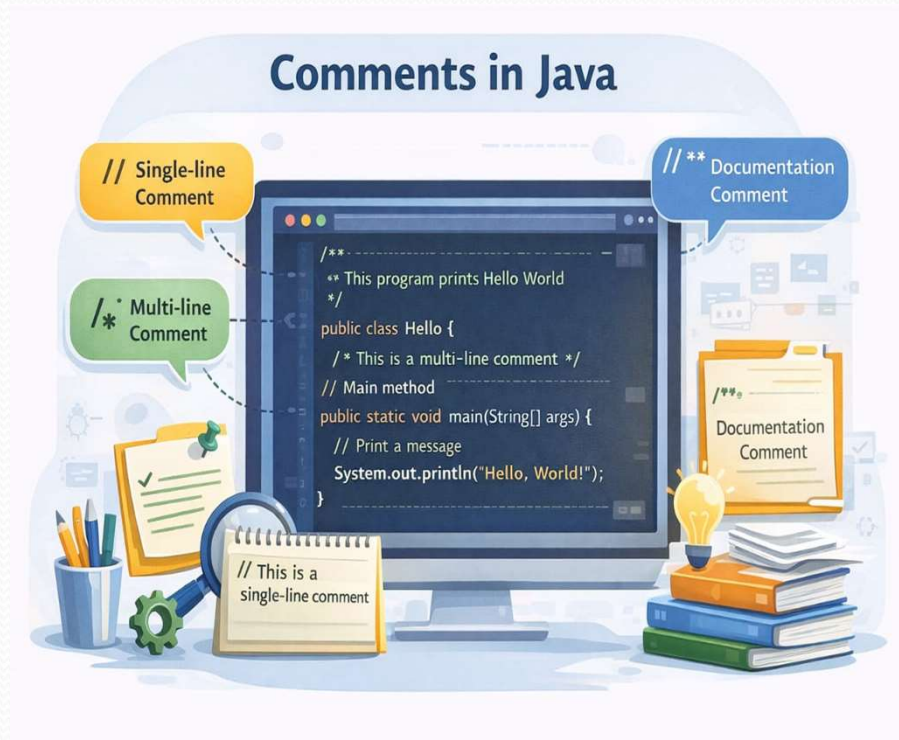 Comments in Java
// Single-line
Comment
//** Documentation
Comment
/* Multi-line
Comment
/**
** This program prints Hello World
*/
public class Hello {
/* This is a multi-line comment */
// Main method
public static void main(String[] args) {
// Print a message
System.out.println("Hello, World!");
}
/**
Documentation
Comment
// This is a
single-line comment